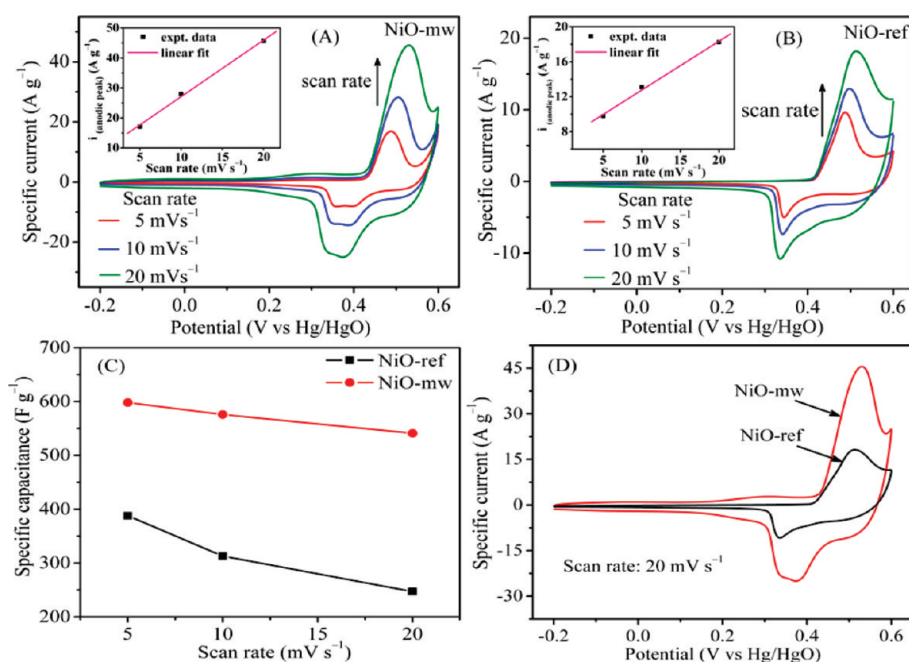 (A)
NiO-mw
expt. data
linear fit
i (anodic peak) (A g⁻¹)
50
40
30
20
10
5
10
15
20
Scan rate (mV s⁻¹)
scan rate
Specific current (A g⁻¹)
40
20
0
-20
Scan rate
5 mVs⁻¹
10 mVs⁻¹
20 mVs⁻¹
-0.2
0.0
0.2
0.4
0.6
Potential (V vs Hg/HgO)
(B)
NiO-ref
expt. data
linear fit
i (anodic peak) (A g⁻¹)
20
16
12
8
5
10
15
20
Scan rate (mV s⁻¹)
scan rate
Specific current (A g⁻¹)
20
10
0
-10
Scan rate
5 mV s⁻¹
10 mV s⁻¹
20 mV s⁻¹
-0.2
0.0
0.2
0.4
0.6
Potential (V vs Hg/HgO)
(C)
NiO-ref
NiO-mw
Specific capacitance (F g⁻¹)
700
600
500
400
300
200
5
10
15
20
Scan rate (mV s⁻¹)
(D)
NiO-mw
NiO-ref
Specific current (A g⁻¹)
45
30
15
0
-15
-30
Scan rate: 20 mV s⁻¹
-0.2
0.0
0.2
0.4
0.6
Potential (V vs Hg/HgO)